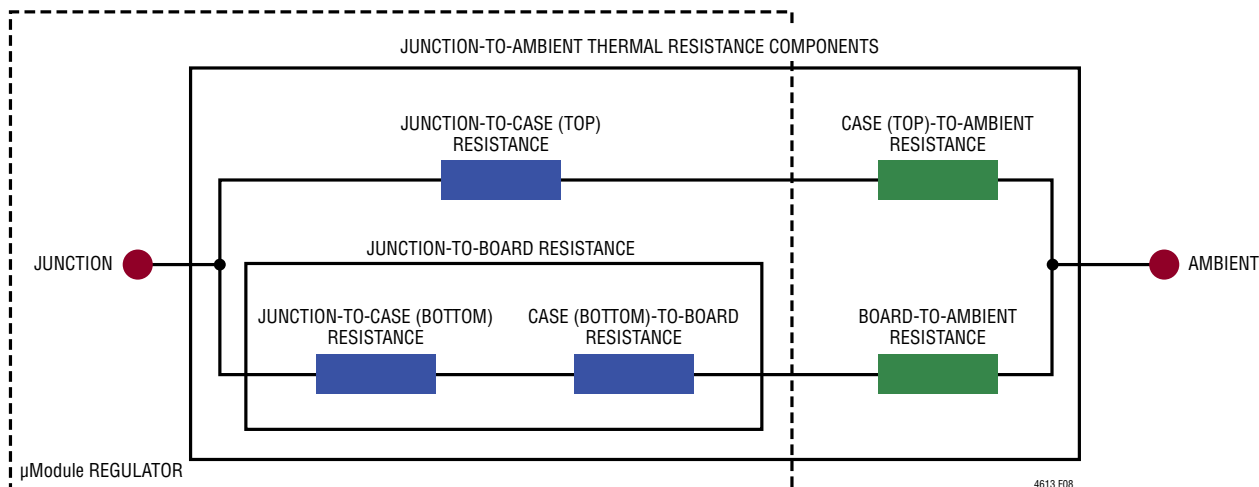 JUNCTION-TO-AMBIENT THERMAL RESISTANCE COMPONENTS
JUNCTION-TO-CASE (TOP)
RESISTANCE
CASE (TOP)-TO-AMBIENT
RESISTANCE
JUNCTION
JUNCTION-TO-BOARD RESISTANCE
AMBIENT
JUNCTION-TO-CASE (BOTTOM)
RESISTANCE
CASE (BOTTOM)-TO-BOARD
RESISTANCE
BOARD-TO-AMBIENT
RESISTANCE
µModule REGULATOR
4613 F08